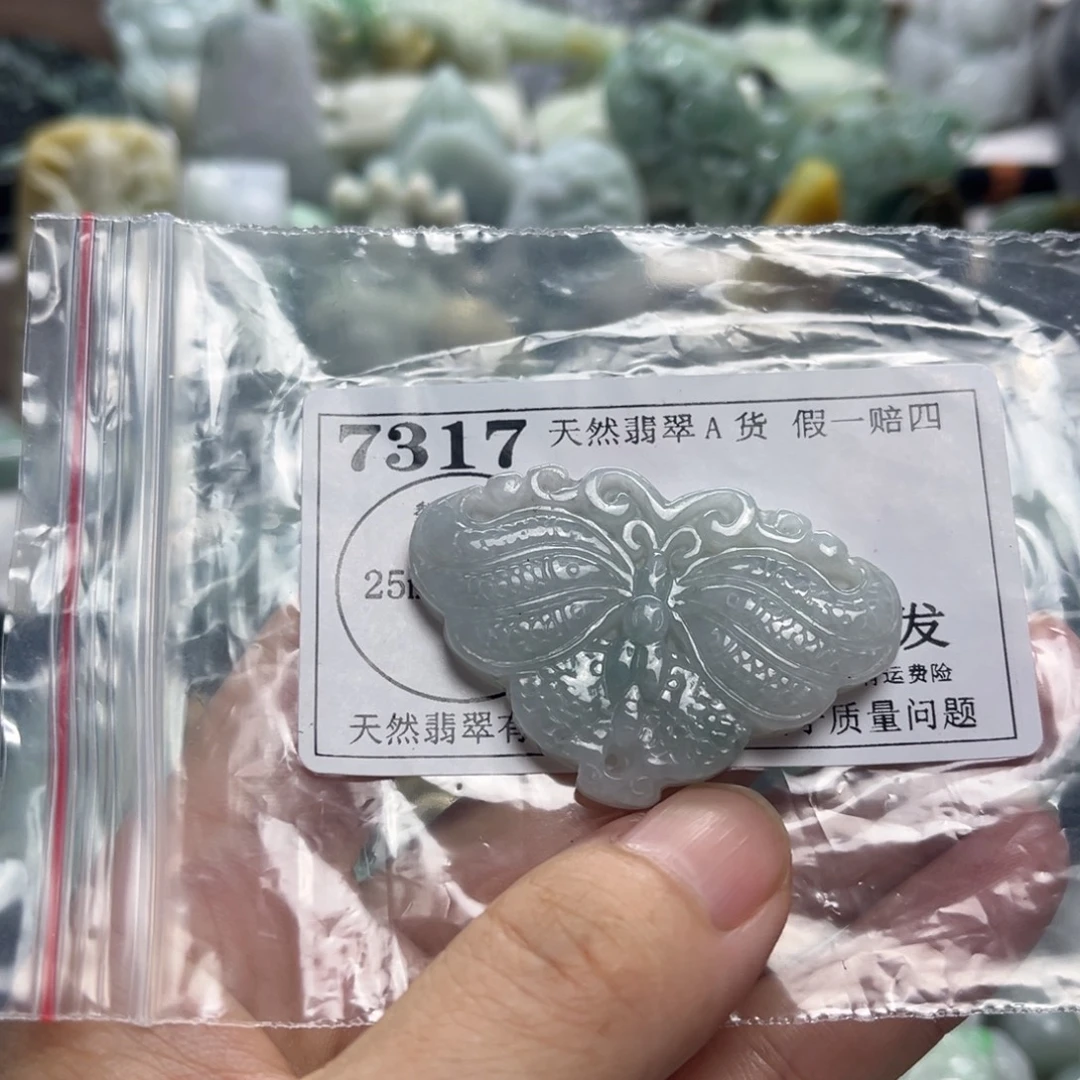 7317 天然翡翠A货 假一赔四
25
发
运费险
天然翡翠有
质量问题